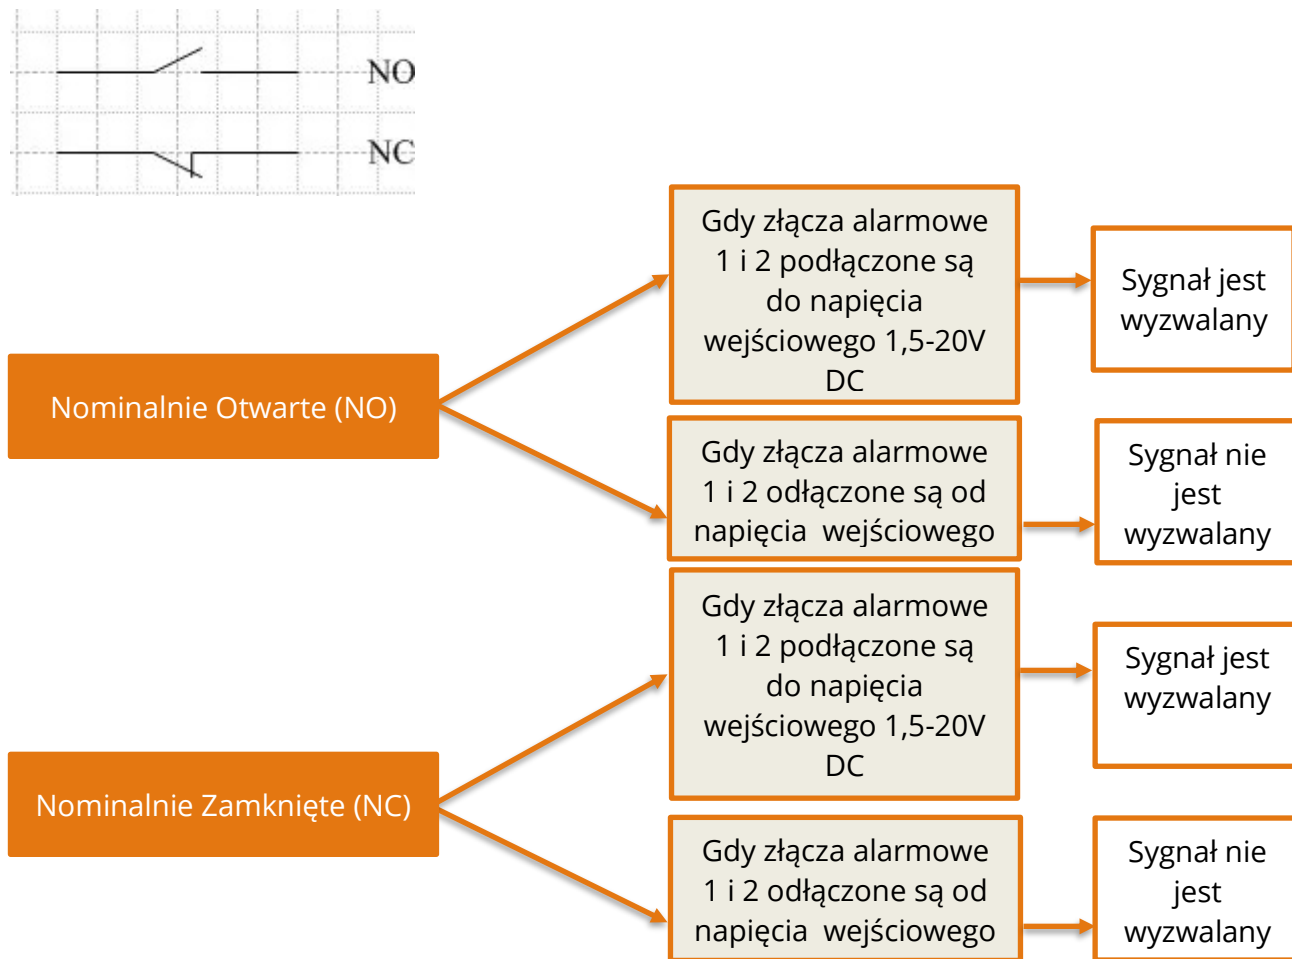 NO
NC
Gdy złącza alarmowe
1 i 2 podłączone są
do napięcia
wejściowego 1,5-20V
DC
Sygnał jest
wyzwalany
Nominalnie Otwarte (NO)
Gdy złącza alarmowe
1 i 2 odłączone są od
napięcia wejściowego
Sygnał nie
jest
wyzwalany
Gdy złącza alarmowe
1 i 2 podłączone są
do napięcia
wejściowego 1,5-20V
DC
Sygnał jest
wyzwalany
Nominalnie Zamknięte (NC)
Gdy złącza alarmowe
1 i 2 odłączone są od
napięcia wejściowego
Sygnał nie
jest
wyzwalany